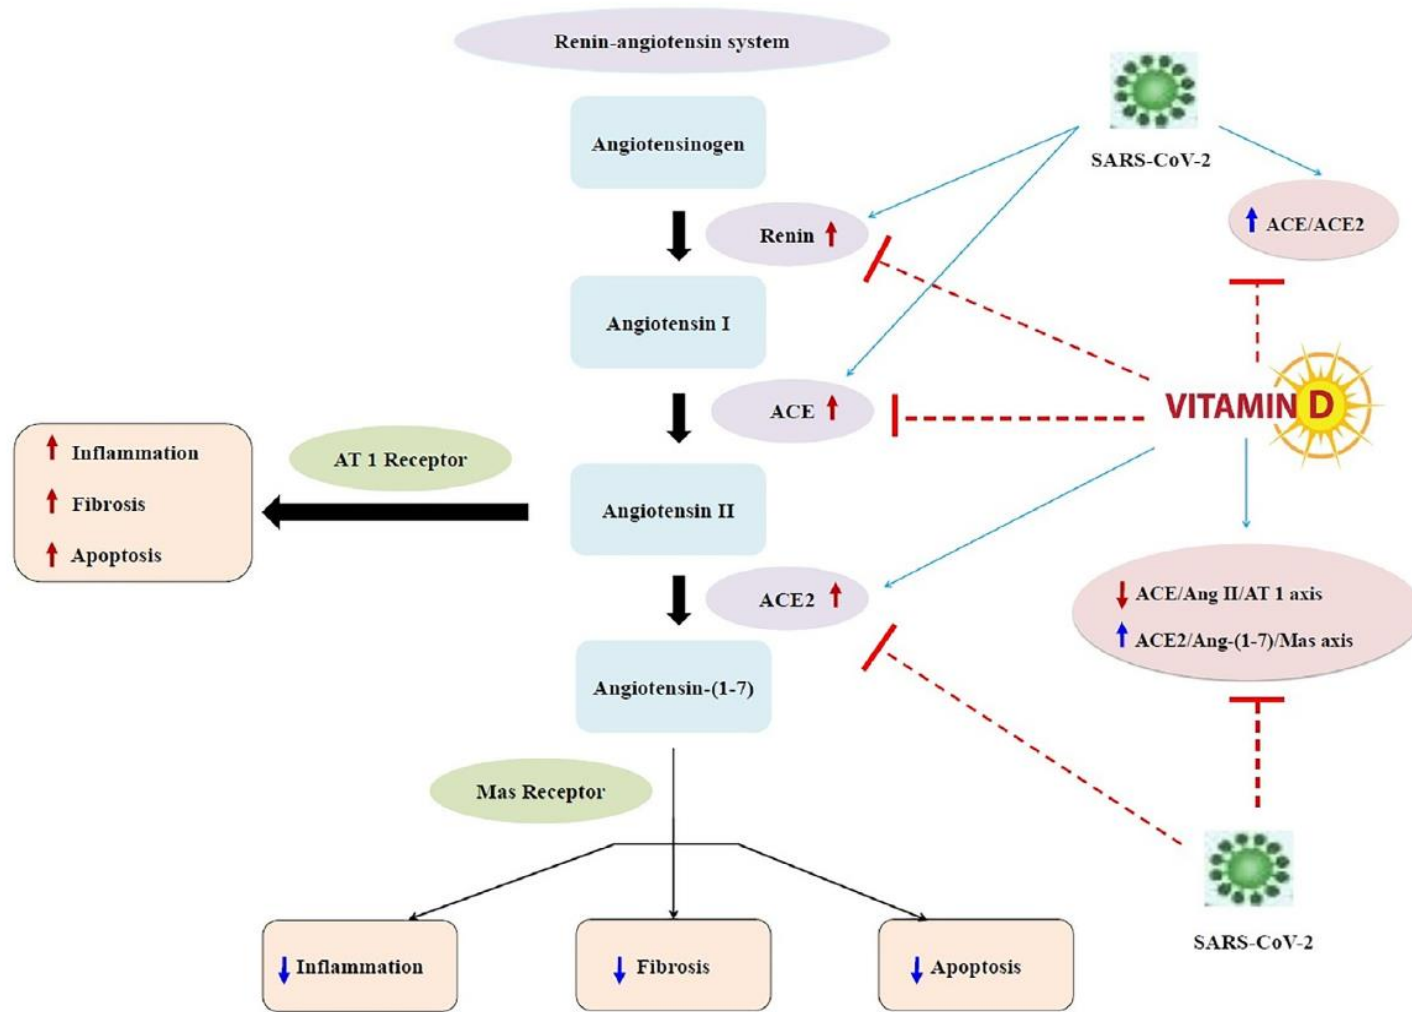 Renin-angiotensin system
Angiotensinogen
SARS-CoV-2
Renin
ACE/ACE2
Angiotensin I
ACE
VITAMIN D
Inflammation
Fibrosis
Apoptosis
AT 1 Receptor
Angiotensin II
ACE2
ACE/Ang II/AT 1 axis
ACE2/Ang-(1-7)/Mas axis
Angiotensin-(1-7)
Mas Receptor
SARS-CoV-2
Inflammation
Fibrosis
Apoptosis